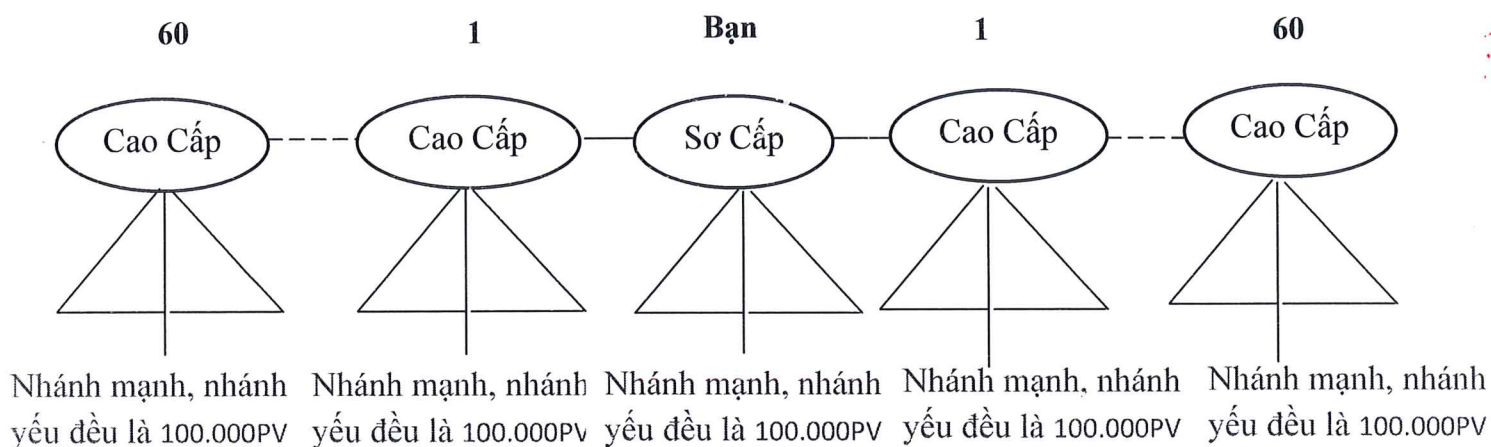 60 1 Bạn 1 60
Cao Cấp Cao Cấp Sơ Cấp Cao Cấp Cao Cấp
Nhánh mạnh, nhánh Nhánh mạnh, nhánh Nhánh mạnh, nhánh Nhánh mạnh, nhánh Nhánh mạnh, nhánh
yếu đều là 100.000PV yếu đều là 100.000PV yếu đều là 100.000PV yếu đều là 100.000PV yếu đều là 100.000PV